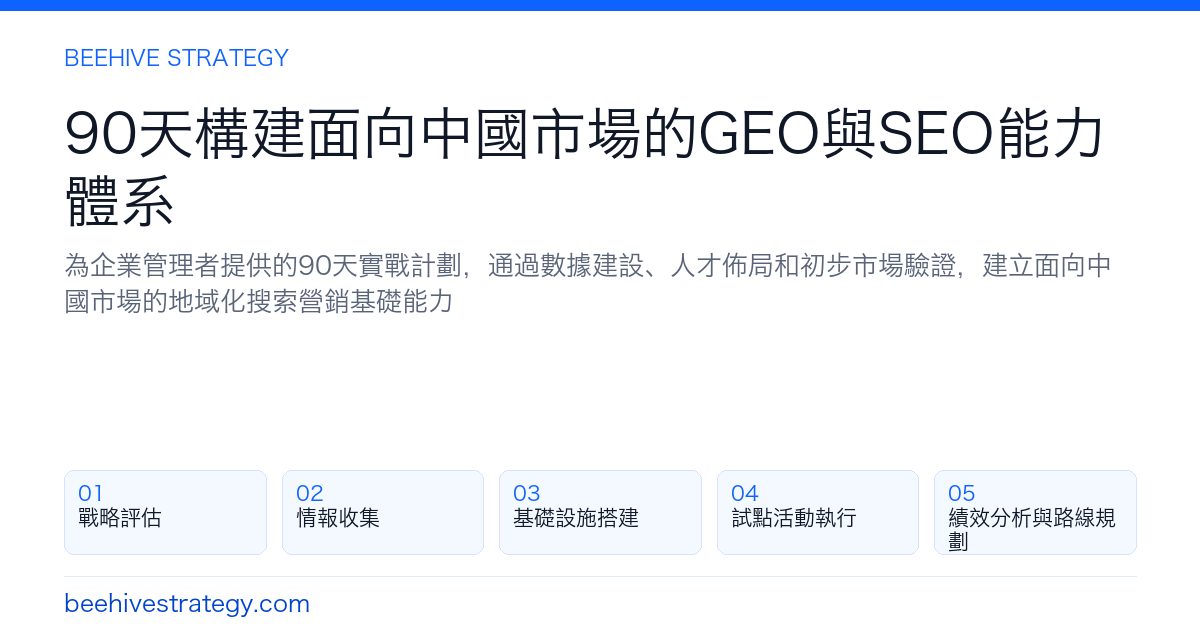 BEEHIVE STRATEGY
90天構建面向中國市場的GEO與SEO能力
體系
為企業管理者提供的90天實戰計劃，通過數據建設、人才佈局和初步市場驗證，建立面向中
國市場的地域化搜索營銷基礎能力
01
戰略評估
02
情報收集
03
基礎設施搭建
04
試點活動執行
05
績效分析與路線規
劃
beehivestrategy.com